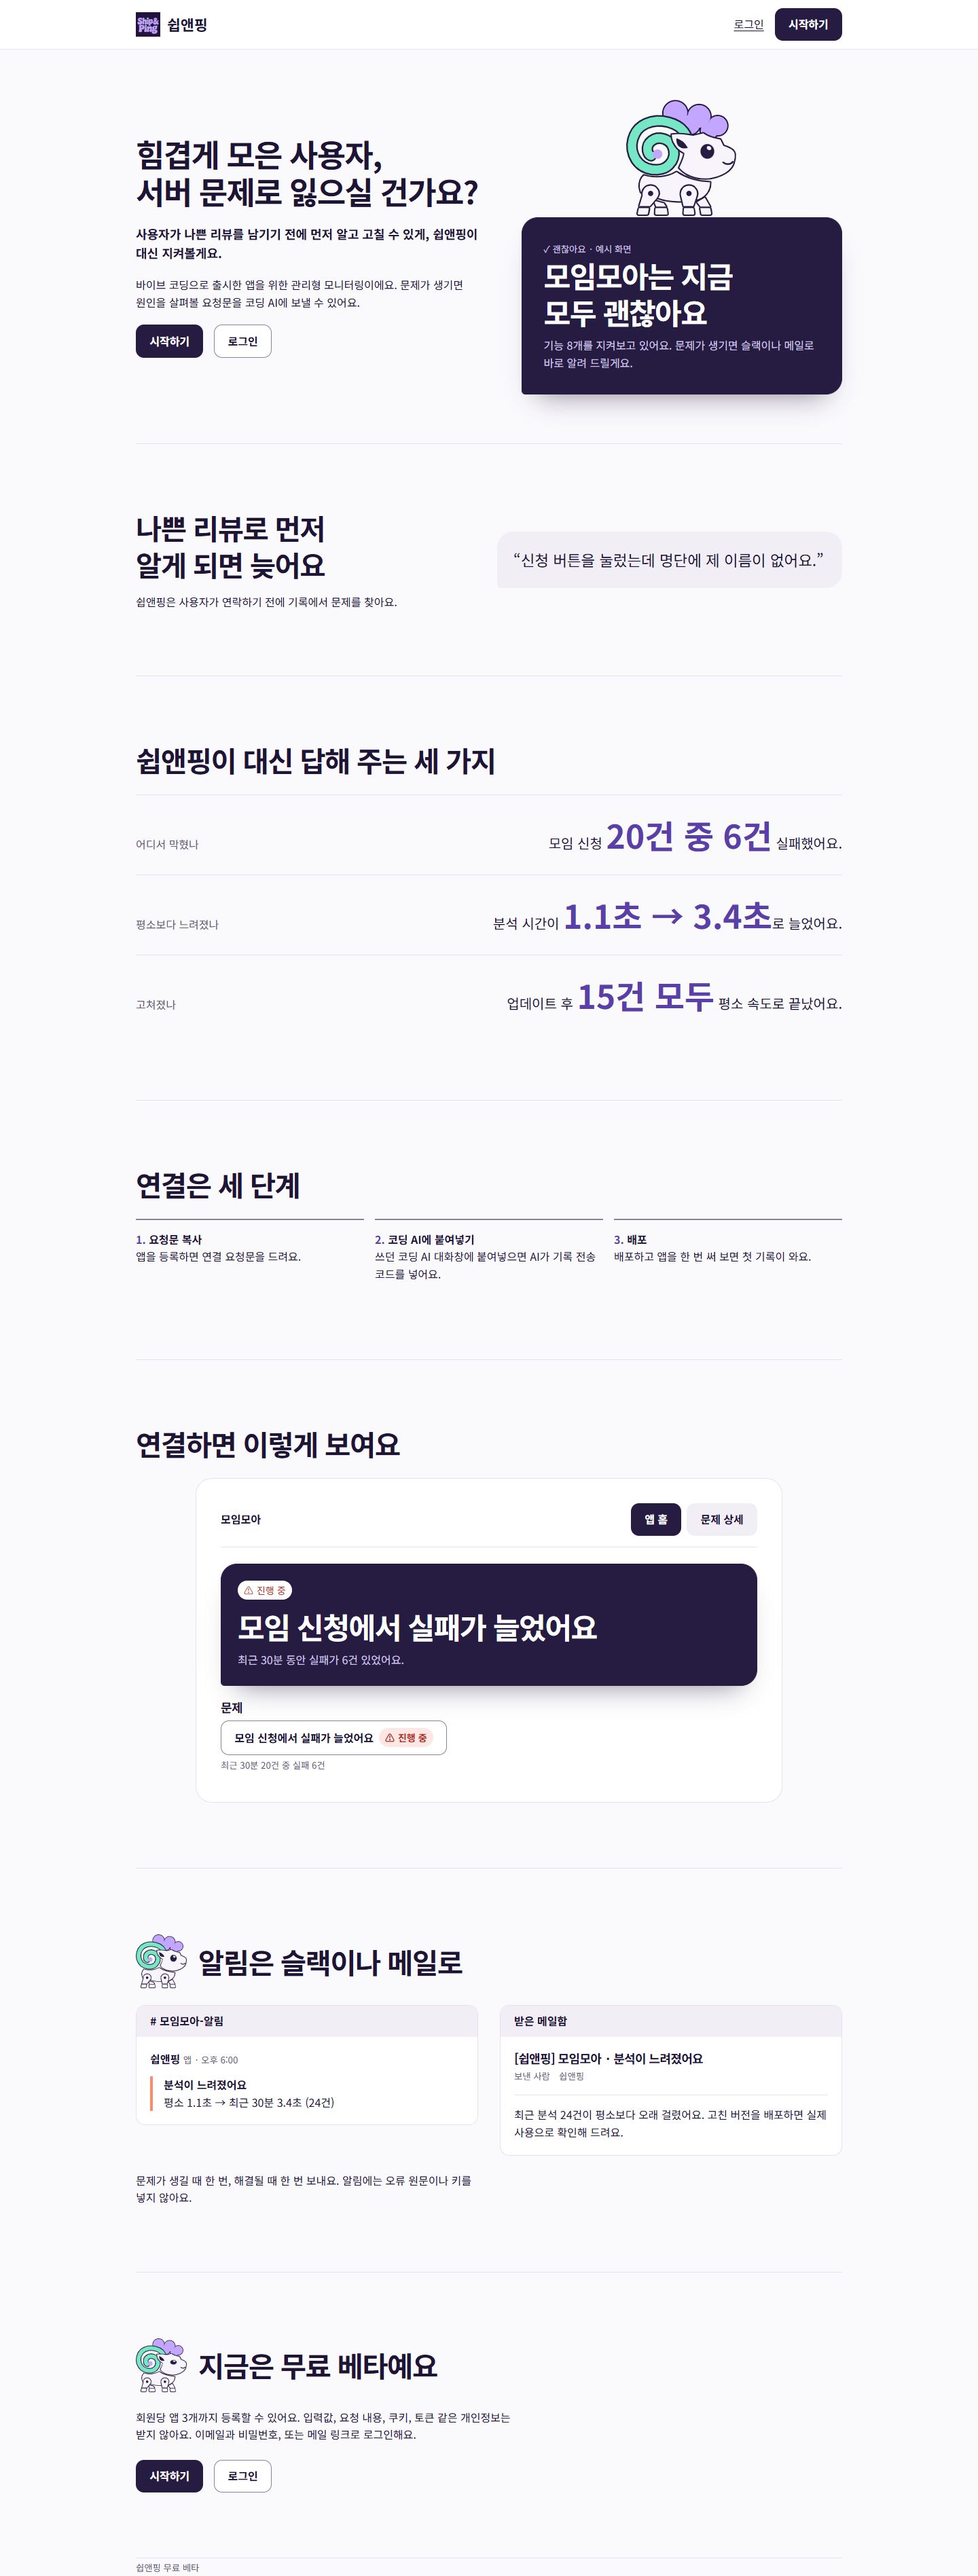 Ship&
Ping
쉽앤핑
로그인
시작하기
힘겹게 모은 사용자,
서버 문제로 잃으실 건가요?
사용자가 나쁜 리뷰를 남기기 전에 먼저 알고 고칠 수 있게, 쉽앤핑이
대신 지켜볼게요.
바이브 코딩으로 출시한 앱을 위한 관리형 모니터링이에요. 문제가 생기면
원인을 살펴볼 요청문을 코딩 AI에 보낼 수 있어요.
시작하기
로그인
✓ 괜찮아요 · 예시 화면
모임모아는 지금
모두 괜찮아요
기능 8개를 지켜보고 있어요. 문제가 생기면 슬랙이나 메일로
바로 알려 드릴게요.
나쁜 리뷰로 먼저
알게 되면 늦어요
쉽앤핑은 사용자가 연락하기 전에 기록에서 문제를 찾아요.
“신청 버튼을 눌렀는데 명단에 제 이름이 없어요.”
쉽앤핑이 대신 답해 주는 세 가지
어디서 막혔나
모임 신청 20건 중 6건 실패했어요.
평소보다 느려졌나
분석 시간이 1.1초 → 3.4초로 늘었어요.
고쳐졌나
업데이트 후 15건 모두 평소 속도로 끝났어요.
연결은 세 단계
1. 요청문 복사
앱을 등록하면 연결 요청문을 드려요.
2. 코딩 AI에 붙여넣기
쓰던 코딩 AI 대화창에 붙여넣으면 AI가 기록 전송
코드를 넣어요.
3. 배포
배포하고 앱을 한 번 써 보면 첫 기록이 와요.
연결하면 이렇게 보여요
모임모아
앱 홈
문제 상세
⚠ 진행 중
모임 신청에서 실패가 늘었어요
최근 30분 동안 실패가 6건 있었어요.
문제
모임 신청에서 실패가 늘었어요 ⚠ 진행 중
최근 30분 20건 중 실패 6건
알림은 슬랙이나 메일로
# 모임모아-알림
쉽앤핑 앱 · 오후 6:00
분석이 느려졌어요
평소 1.1초 → 최근 30분 3.4초 (24건)
받은 메일함
[쉽앤핑] 모임모아 · 분석이 느려졌어요
보낸 사람 쉽앤핑
최근 분석 24건이 평소보다 오래 걸렸어요. 고친 버전을 배포하면 실제
사용으로 확인해 드려요.
문제가 생길 때 한 번, 해결될 때 한 번 보내요. 알림에는 오류 원문이나 키를
넣지 않아요.
지금은 무료 베타예요
회원당 앱 3개까지 등록할 수 있어요. 입력값, 요청 내용, 쿠키, 토큰 같은 개인정보는
받지 않아요. 이메일과 비밀번호, 또는 메일 링크로 로그인해요.
시작하기
로그인
쉽앤핑 무료 베타